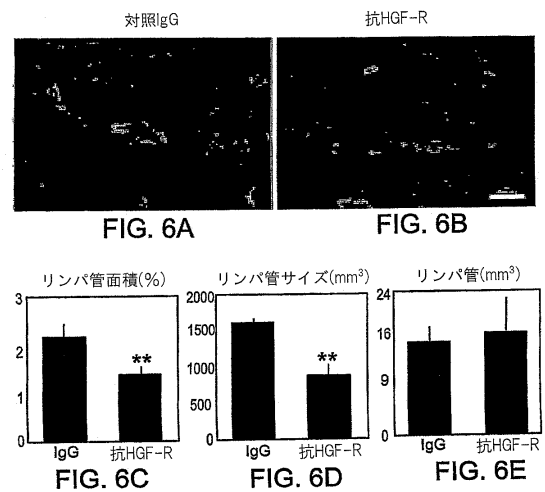 対照IgG
抗HGF-R
FIG. 6A
FIG. 6B
リンパ管面積(%)
3
2
1
0
**
IgG
抗HGF-R
FIG. 6C
リンパ管サイズ(mm³)
2000
1500
1000
500
0
**
IgG
抗HGF-R
FIG. 6D
リンパ管(mm³)
24
16
9
0
IgG
抗HGF-R
FIG. 6E